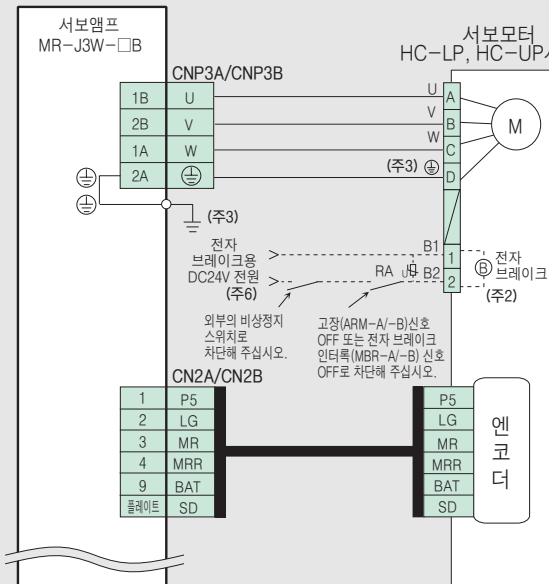 서보앰프
MR-J3W-□B
서보모터
HC-LP, HC-UP
CNP3A/CNP3B
1B U
2B V
1A W
2A
U A
V B
W C
(주3) D
M
(주3)
전자
브레이크용
DC24V 전원
(주6)
B1 1
RA U B2 2
B 전자
브레이크
(주2)
외부의 비상정지
스위치로
차단해 주십시오.
고장(ARM-A/-B)신호
OFF 또는 전자 브레이크
인터록(MBR-A/-B) 신호
OFF로 차단해 주십시오.
CN2A/CN2B
1 P5
2 LG
3 MR
4 MRR
9 BAT
플레이트 SD
P5
LG
MR
MRR
BAT
SD
엔
코
더